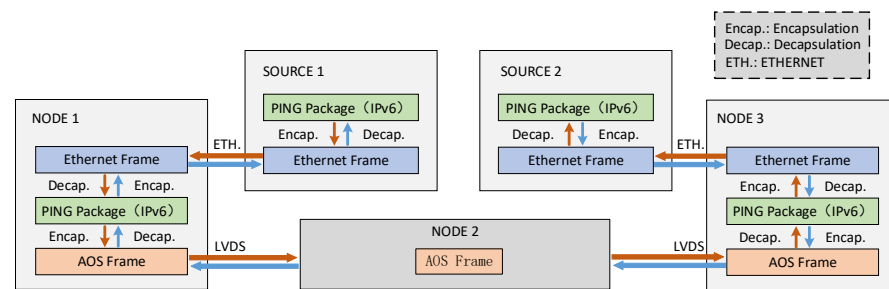 Encap.: Encapsulation
Decap.: Decapsulation
ETH.: ETHERNET
SOURCE 1
PING Package（IPv6）
Encap. Decap.
Ethernet Frame
SOURCE 2
PING Package（IPv6）
Decap. Encap.
Ethernet Frame
NODE 1
ETH.
Ethernet Frame
Decap. Encap.
PING Package（IPv6）
Encap. Decap.
AOS Frame
LVDS
NODE 2
AOS Frame
LVDS
NODE 3
ETH.
Ethernet Frame
Encap. Decap.
PING Package（IPv6）
Decap. Encap.
AOS Frame